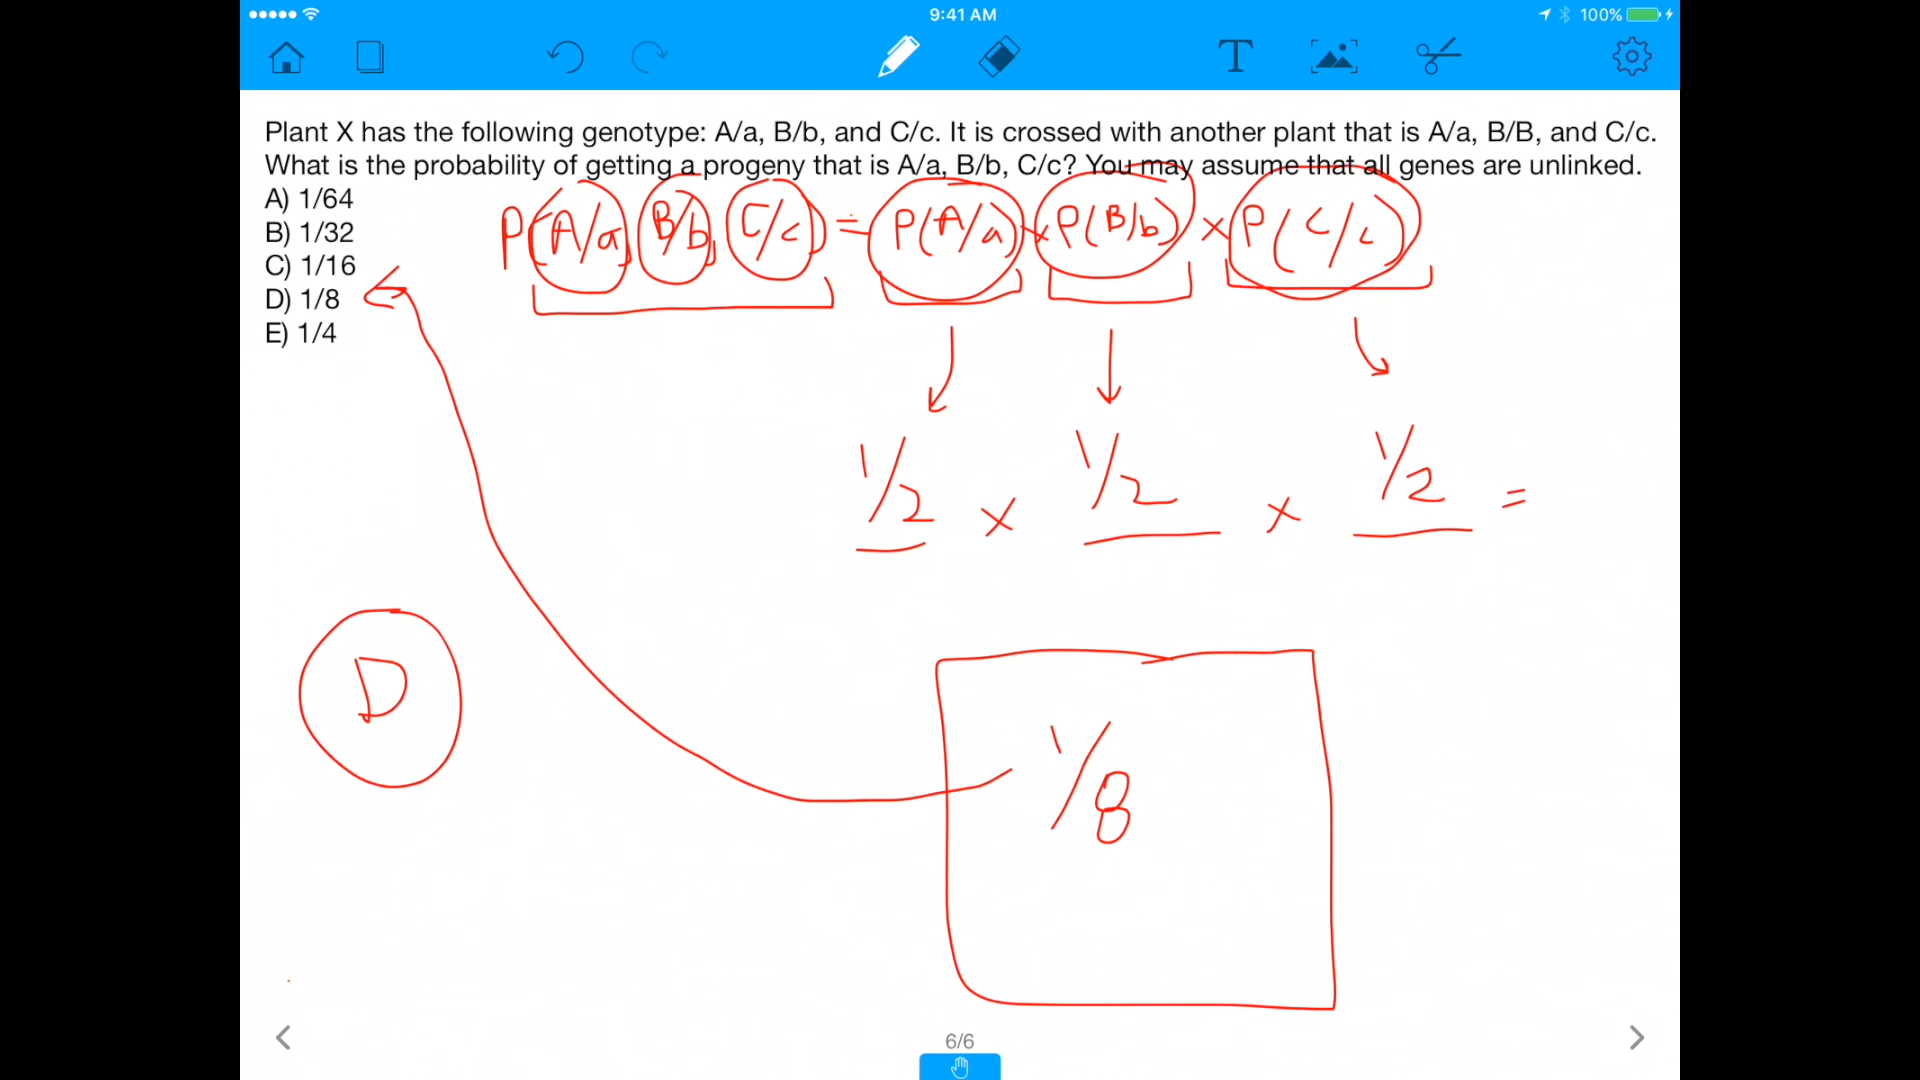 9:41 AM
100%
T
Plant X has the following genotype: A/a, B/b, and C/c. It is crossed with another plant that is A/a, B/B, and C/c.
What is the probability of getting a progeny that is A/a, B/b, C/c? You may assume that all genes are unlinked.
A) 1/64
B) 1/32
C) 1/16
D) 1/8
E) 1/4
P(A/a, B/b, C/c) = P(A/a) × P(B/b) × P(C/c)
1/2 × 1/2 × 1/2 =
D
1/8
6/6